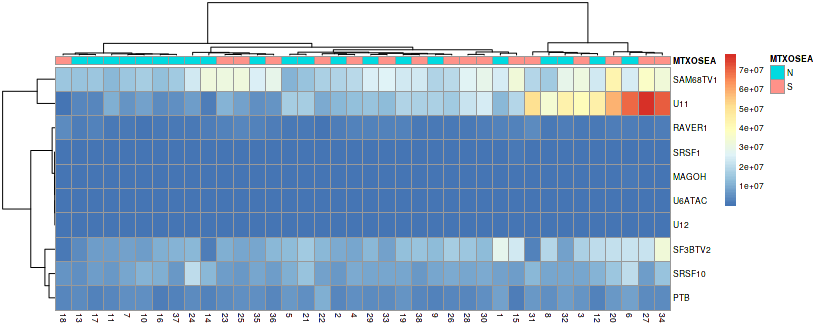 MTXOSEA
SAM68TV1
U11
RAVER1
SRSF1
MAGOH
U6ATAC
U12
SF3BTV2
SRSF10
PTB
18 13 17 11 7 10 16 37 24 14 23 25 35 36 5 21 22 2 4 29 33 19 38 9 26 28 30 1 15 31 8 32 3 12 20 6 27 34
7e+07
6e+07
5e+07
4e+07
3e+07
2e+07
1e+07
MTXOSEA
N
S